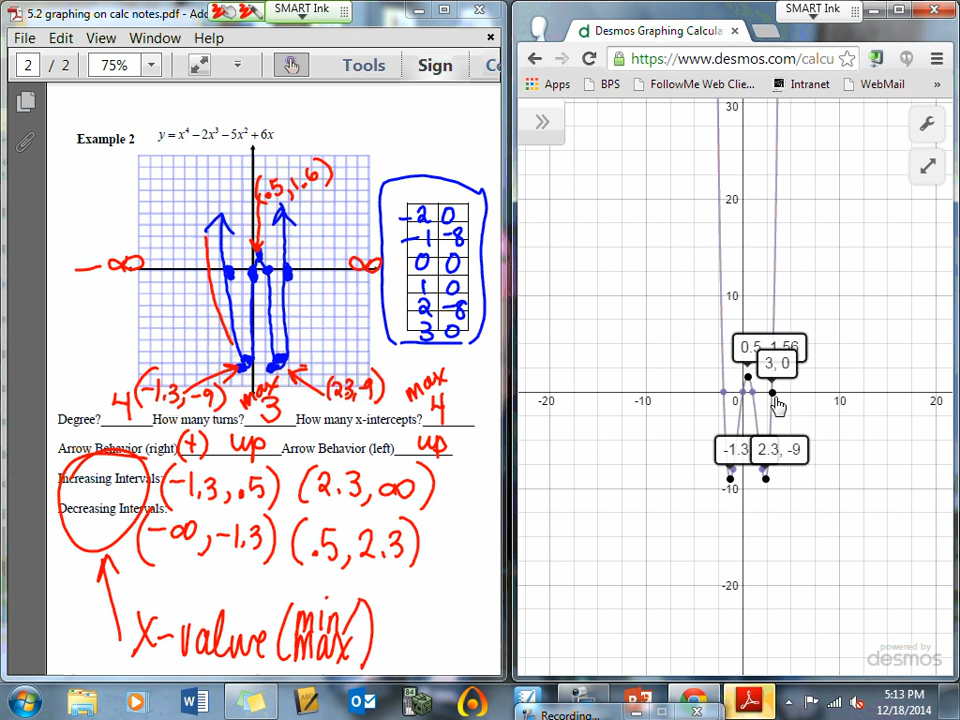 5.2 graphing on calc notes.pdf - Ado
SMART Ink
File Edit View Window Help
2 / 2 75% Tools Sign
Example 2 y = x⁴ – 2x³ – 5x² + 6x
(.5, 1.6)
-∞ ∞
-2 0
-1 -8
0 0
1 0
2 -8
3 0
(-1.3, -9) max (2.3, -9) max
Degree? 4 How many turns? 3 How many x-intercepts? 4
Arrow Behavior (right) (+) up Arrow Behavior (left) up
Increasing Intervals: (-1.3, .5) (2.3, ∞)
Decreasing Intervals: (-∞, -1.3) (.5, 2.3)
X-value (min/max)
SMART Ink
Desmos Graphing Calcula
https://www.desmos.com/calcu
Apps BPS FollowMe Web Clie... Intranet WebMail »
30
20
10
0.5, 1.56
3, 0
-20 -10 0 10 20
-1.3 2.3, -9
-10
-20
powered by
desmos
Recording...
5:13 PM
12/18/2014